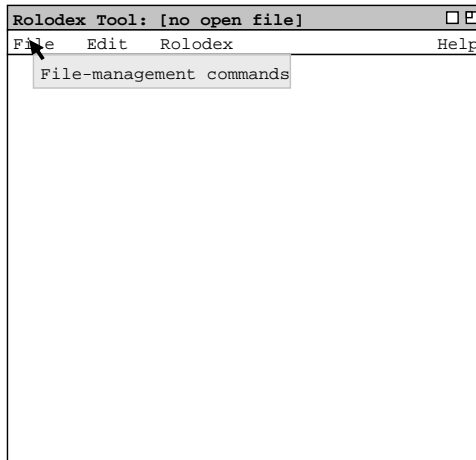 Rolodex Tool: [no open file]
File Edit Rolodex Help
File-management commands